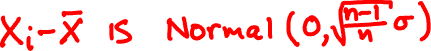 Xᵢ-X̅ is Normal (0, √((n-1)/n) σ)